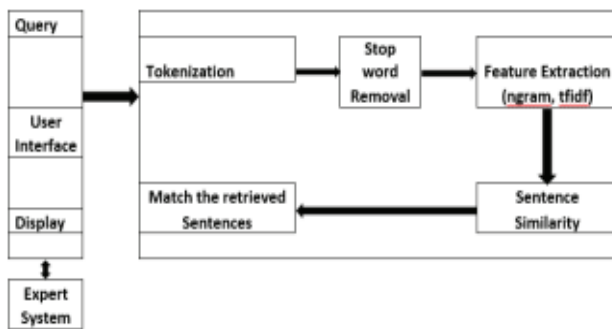 Query
User
Interface
Display
Expert
System
Tokenization
Stop
word
Removal
Feature Extraction
(ngram, tfidf)
Match the retrieved
Sentences
Sentence
Similarity